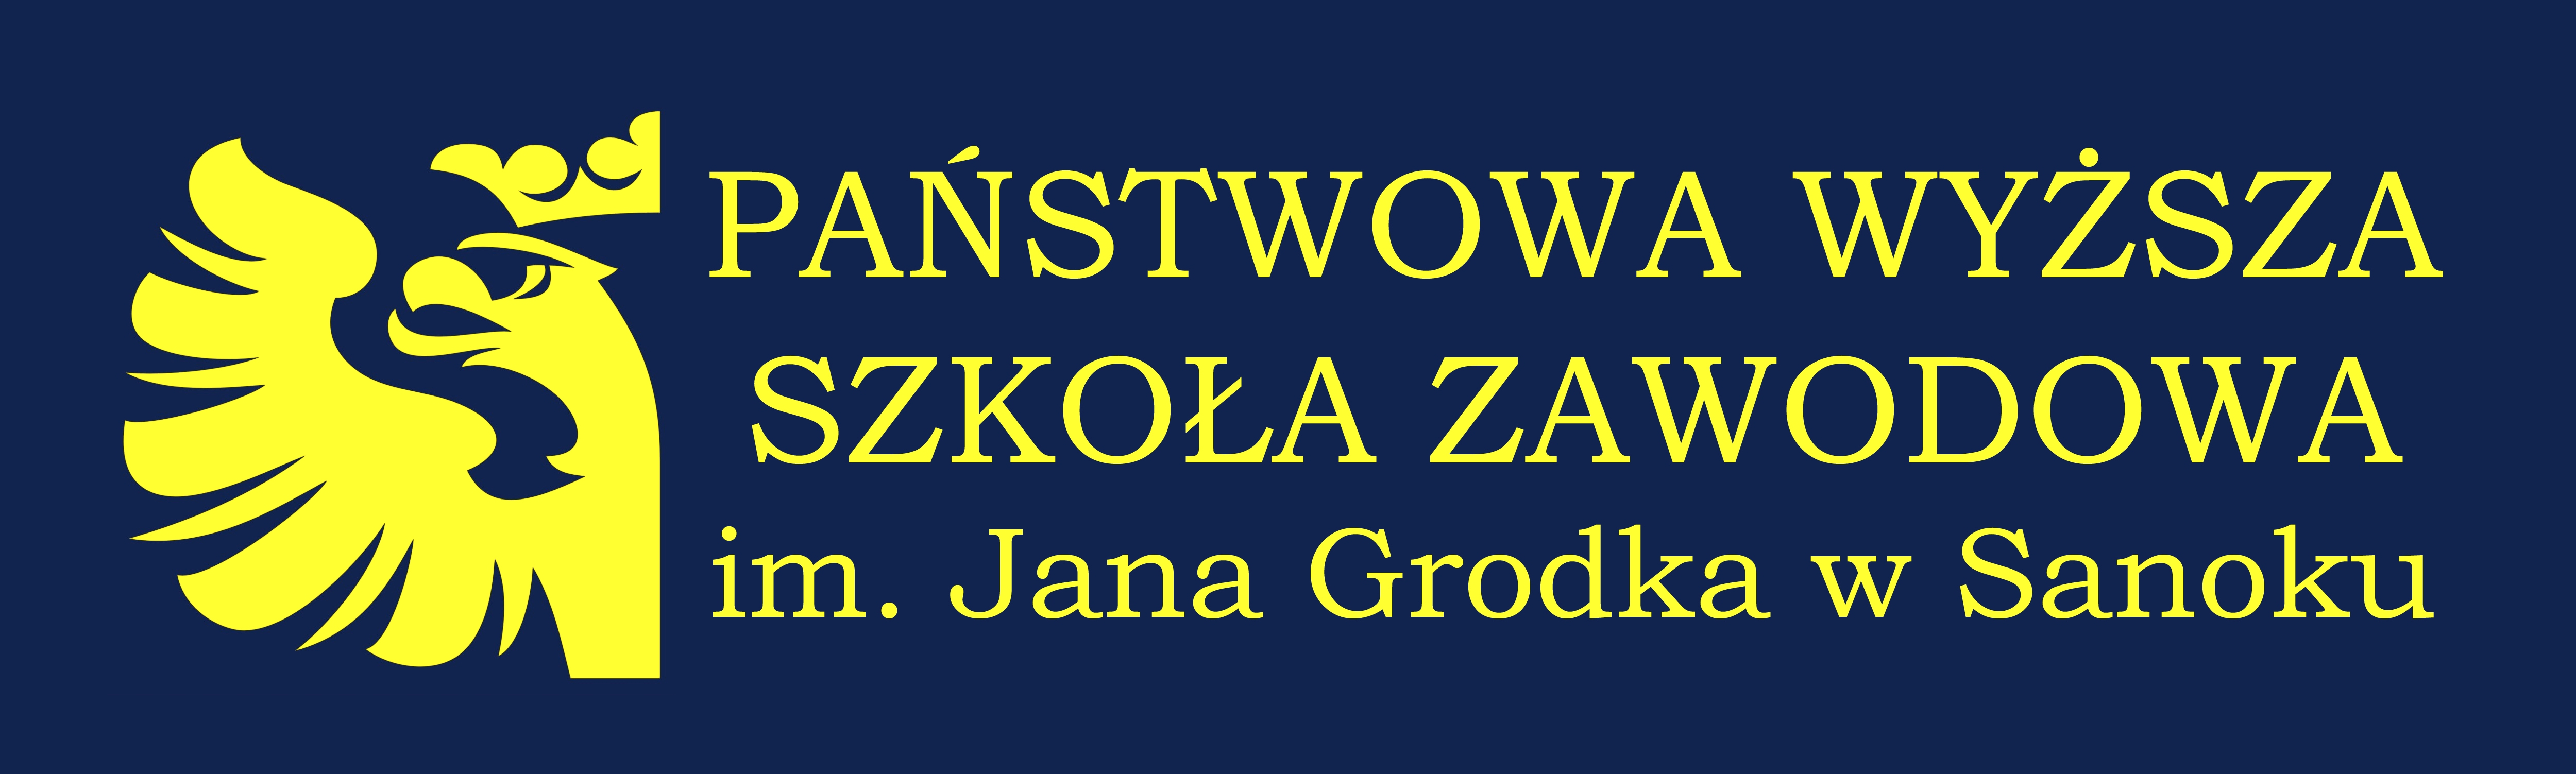 PAŃSTWOWA WYŻSZA
SZKOŁA ZAWODOWA
im. Jana Grodka w Sanoku